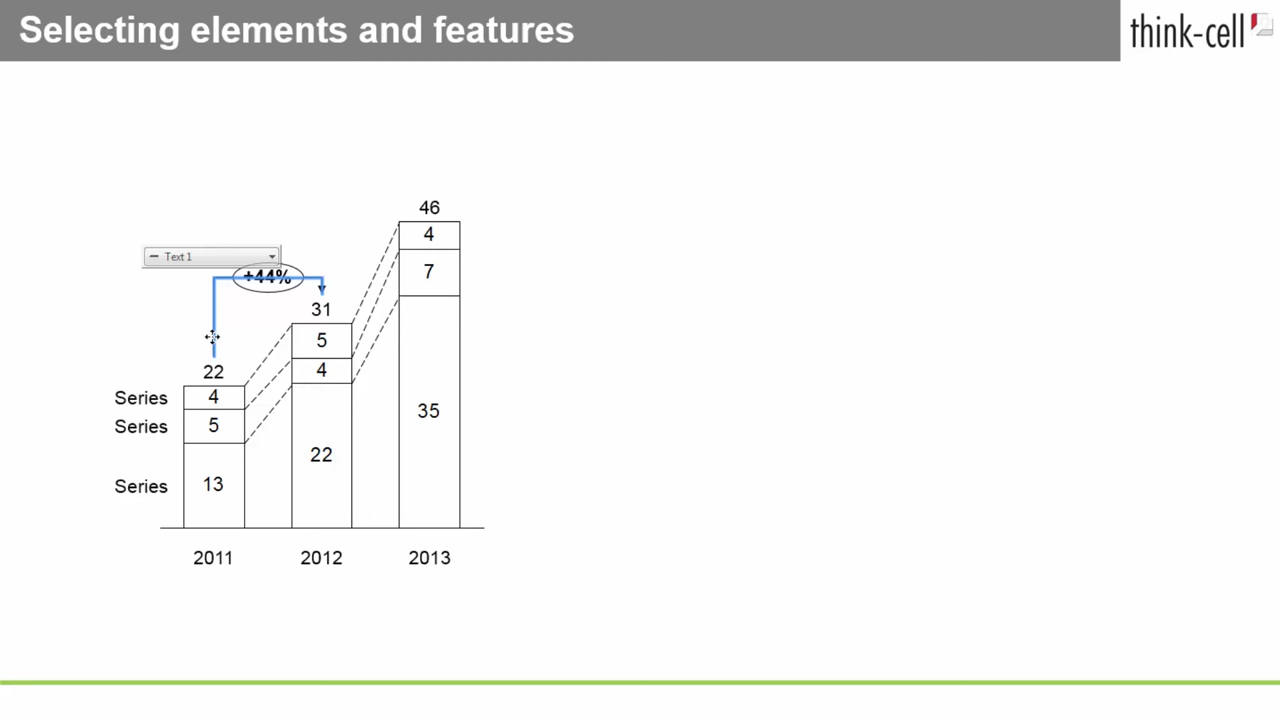 Selecting elements and features
think-cell
46
4
7
Text 1
+44%
31
5
22
4
4
Series
35
5
Series
22
13
Series
2011 2012 2013